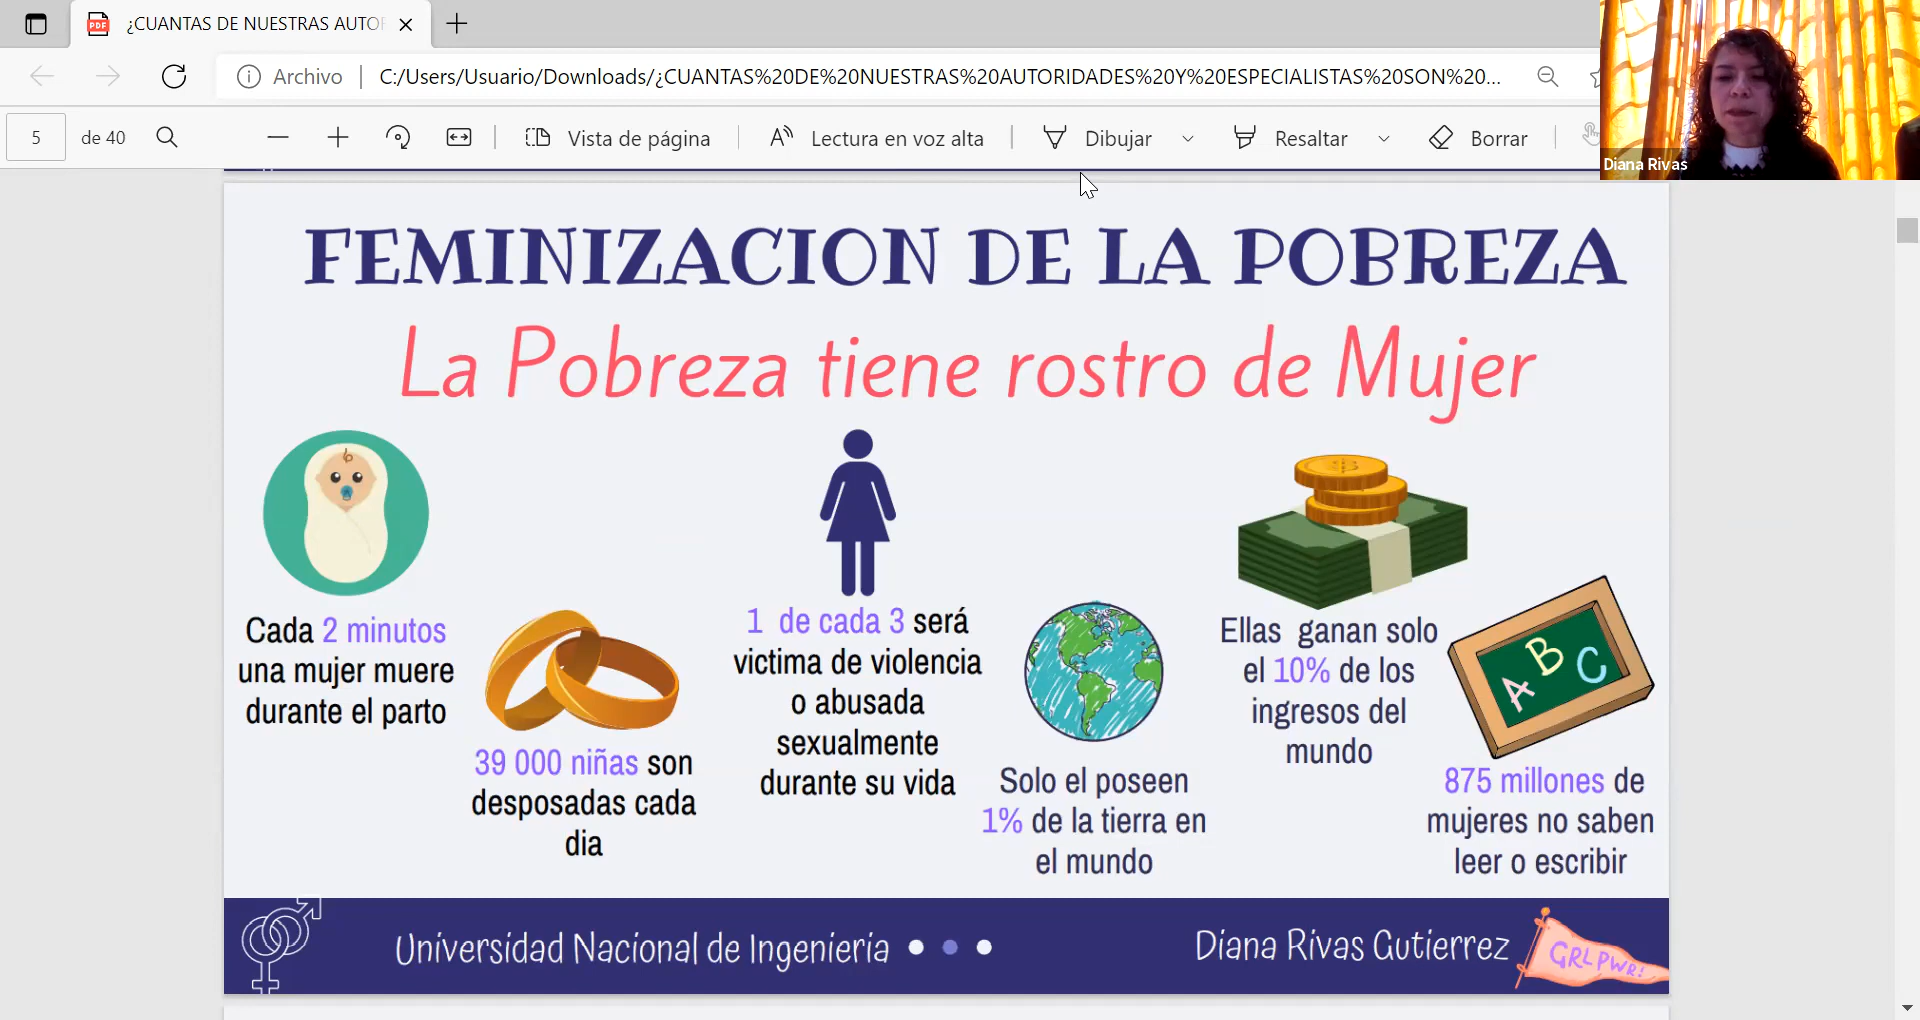 ¿CUANTAS DE NUESTRAS AUTOR
Archivo
C:/Users/Usuario/Downloads/¿CUANTAS%20DE%20NUESTRAS%20AUTORIDADES%20Y%20ESPECIALISTAS%20SON%20...
5 de 40
Vista de página
Lectura en voz alta
Dibujar
Resaltar
Borrar
Diana Rivas
FEMINIZACION DE LA POBREZA
La Pobreza tiene rostro de Mujer
Cada 2 minutos
una mujer muere
durante el parto
39 000 niñas son
desposadas cada
dia
1 de cada 3 será
victima de violencia
o abusada
sexualmente
durante su vida
Solo el poseen
1% de la tierra en
el mundo
Ellas ganan solo
el 10% de los
ingresos del
mundo
A B C
875 millones de
mujeres no saben
leer o escribir
Universidad Nacional de Ingenieria
Diana Rivas Gutierrez
GRL PWR!